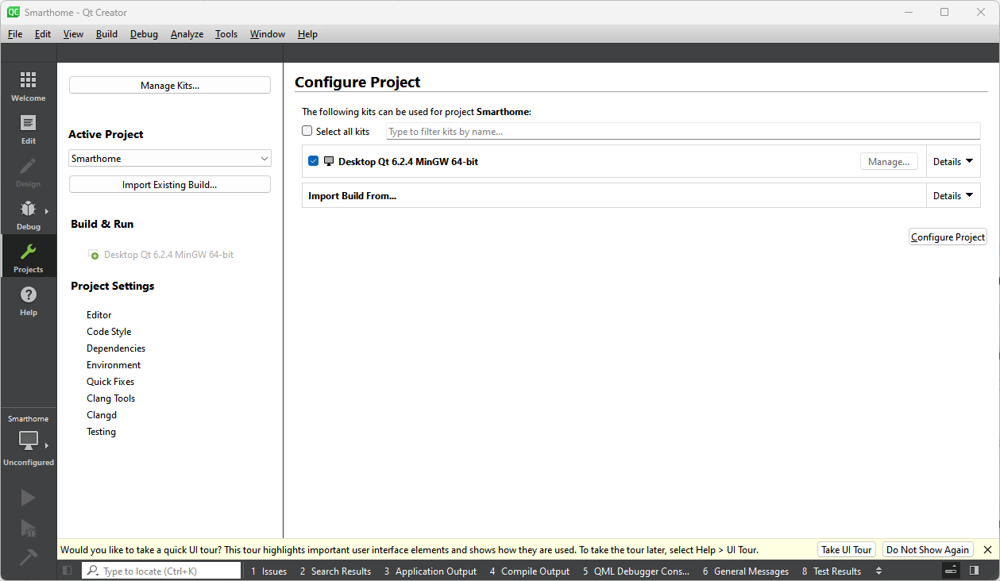 QC Smarthome - Qt Creator
File Edit View Build Debug Analyze Tools Window Help
Welcome
Edit
Design
Debug
Projects
Help
Smarthome
Unconfigured
Manage Kits...
Active Project
Smarthome
Import Existing Build...
Build & Run
Desktop Qt 6.2.4 MinGW 64-bit
Project Settings
Editor
Code Style
Dependencies
Environment
Quick Fixes
Clang Tools
Clangd
Testing
Configure Project
The following kits can be used for project Smarthome:
Select all kits Type to filter kits by name...
Desktop Qt 6.2.4 MinGW 64-bit Manage... Details
Import Build From... Details
Configure Project
Would you like to take a quick UI tour? This tour highlights important user interface elements and shows how they are used. To take the tour later, select Help > UI Tour. Take UI Tour Do Not Show Again
Type to locate (Ctrl+K) 1 Issues 2 Search Results 3 Application Output 4 Compile Output 5 QML Debugger Cons... 6 General Messages 8 Test Results